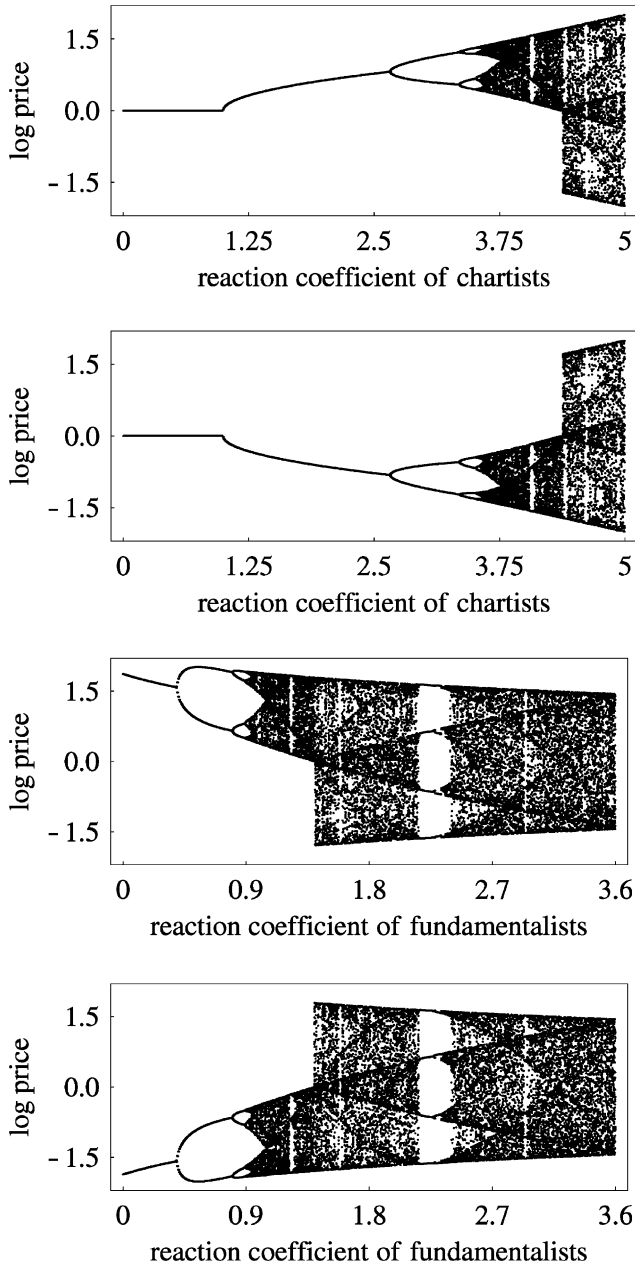 1.5
0.0
- 1.5
log price
0 1.25 2.5 3.75 5
reaction coefficient of chartists
1.5
0.0
- 1.5
log price
0 1.25 2.5 3.75 5
reaction coefficient of chartists
1.5
0.0
- 1.5
log price
0 0.9 1.8 2.7 3.6
reaction coefficient of fundamentalists
1.5
0.0
- 1.5
log price
0 0.9 1.8 2.7 3.6
reaction coefficient of fundamentalists